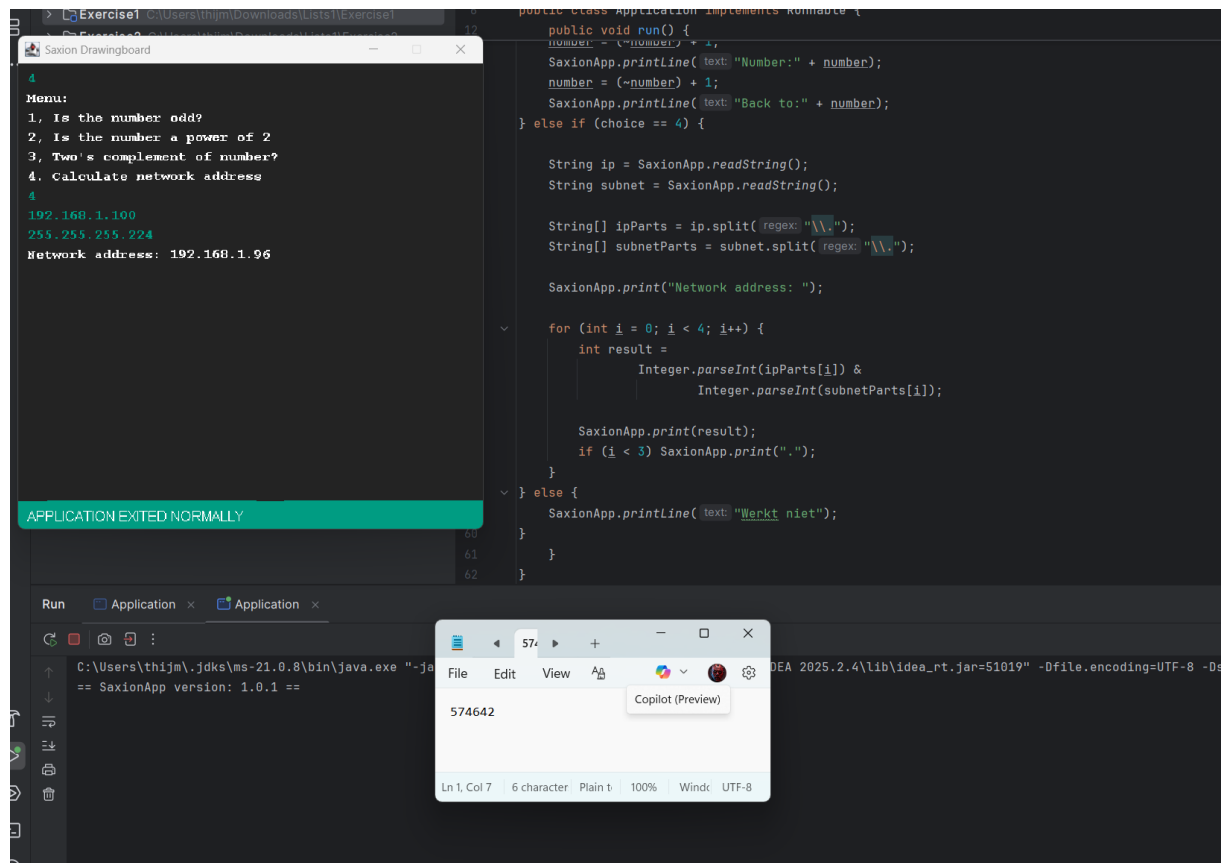 Exercise1 C:\Users\thijm\Downloads\Lists1\Exercise1
public class Application implements Runnable {
12
public void run() {
Saxion Drawingboard
4
Menu:
1, Is the number odd?
2, Is the number a power of 2
3, Two's complement of number?
4. Calculate network address
4
192.168.1.100
255.255.255.224
Network address: 192.168.1.96
APPLICATION EXITED NORMALLY
number = (~number) + 1;
SaxionApp.printLine( text: "Number:" + number);
number = (~number) + 1;
SaxionApp.printLine( text: "Back to:" + number);
} else if (choice == 4) {
String ip = SaxionApp.readString();
String subnet = SaxionApp.readString();
String[] ipParts = ip.split( regex: "\\.");
String[] subnetParts = subnet.split( regex: "\\.");
SaxionApp.print("Network address: ");
for (int i = 0; i < 4; i++) {
int result =
Integer.parseInt(ipParts[i]) &
Integer.parseInt(subnetParts[i]);
SaxionApp.print(result);
if (i < 3) SaxionApp.print(".");
}
} else {
SaxionApp.printLine( text: "Werkt niet");
60 }
61 }
62 }
Run Application Application
C:\Users\thijm\.jdks\ms-21.0.8\bin\java.exe "-ja
DEA 2025.2.4\lib\idea_rt.jar=51019" -Dfile.encoding=UTF-8 -Ds
== SaxionApp version: 1.0.1 ==
574
File Edit View
Copilot (Preview)
574642
Ln 1, Col 7 6 character Plain t 100% Windo UTF-8